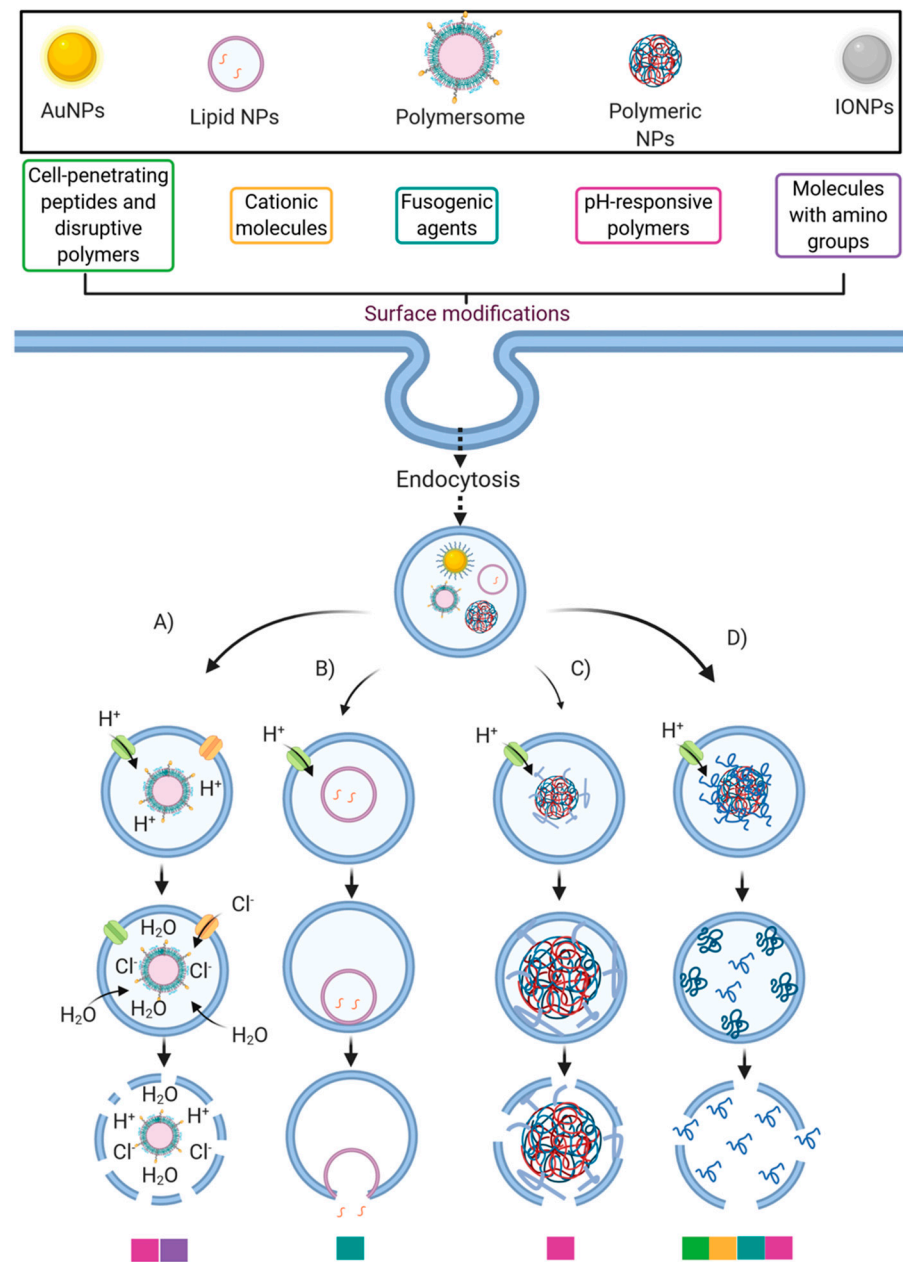 AuNPs
Lipid NPs
Polymersome
Polymeric
NPs
IONPs
Cell-penetrating
peptides and
disruptive
polymers
Cationic
molecules
Fusogenic
agents
pH-responsive
polymers
Molecules
with amino
groups
Surface modifications
Endocytosis
A)
B)
C)
D)
H⁺
H⁺
H⁺
H⁺
H⁺
H⁺
Cl⁻
H₂O
Cl⁻
Cl⁻
H₂O
H₂O
H₂O
H₂O
H⁺
H⁺
Cl⁻
Cl⁻
H₂O